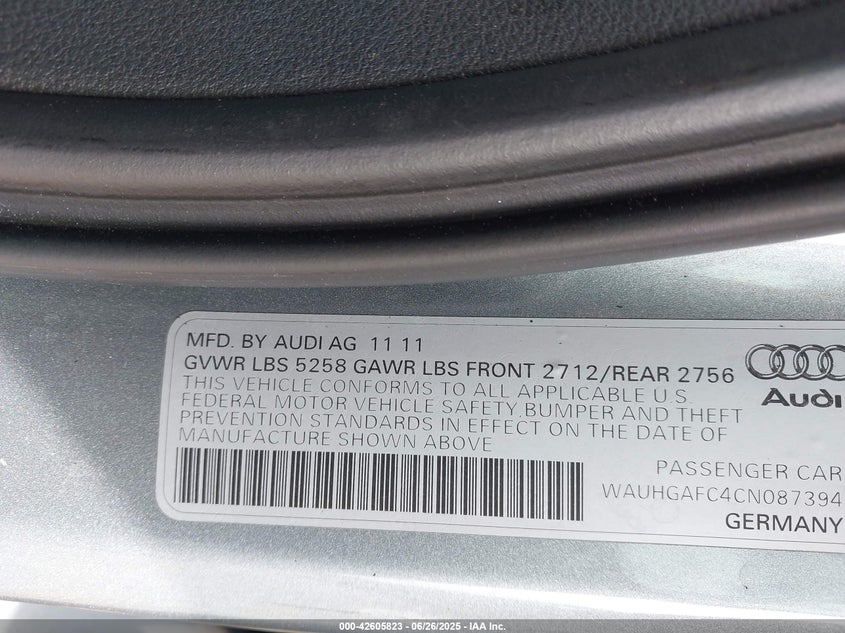 MFD. BY AUDI AG 11 11
GVWR LBS 5258 GAWR LBS FRONT 2712/REAR 2756
THIS VEHICLE CONFORMS TO ALL APPLICABLE U.S.
FEDERAL MOTOR VEHICLE SAFETY, BUMPER AND THEFT
PREVENTION STANDARDS IN EFFECT ON THE DATE OF
MANUFACTURE SHOWN ABOVE
Audi
PASSENGER CAR
WAUHGAFC4CN087394
GERMANY
000-42605823 - 06/26/2025 - IAA Inc.